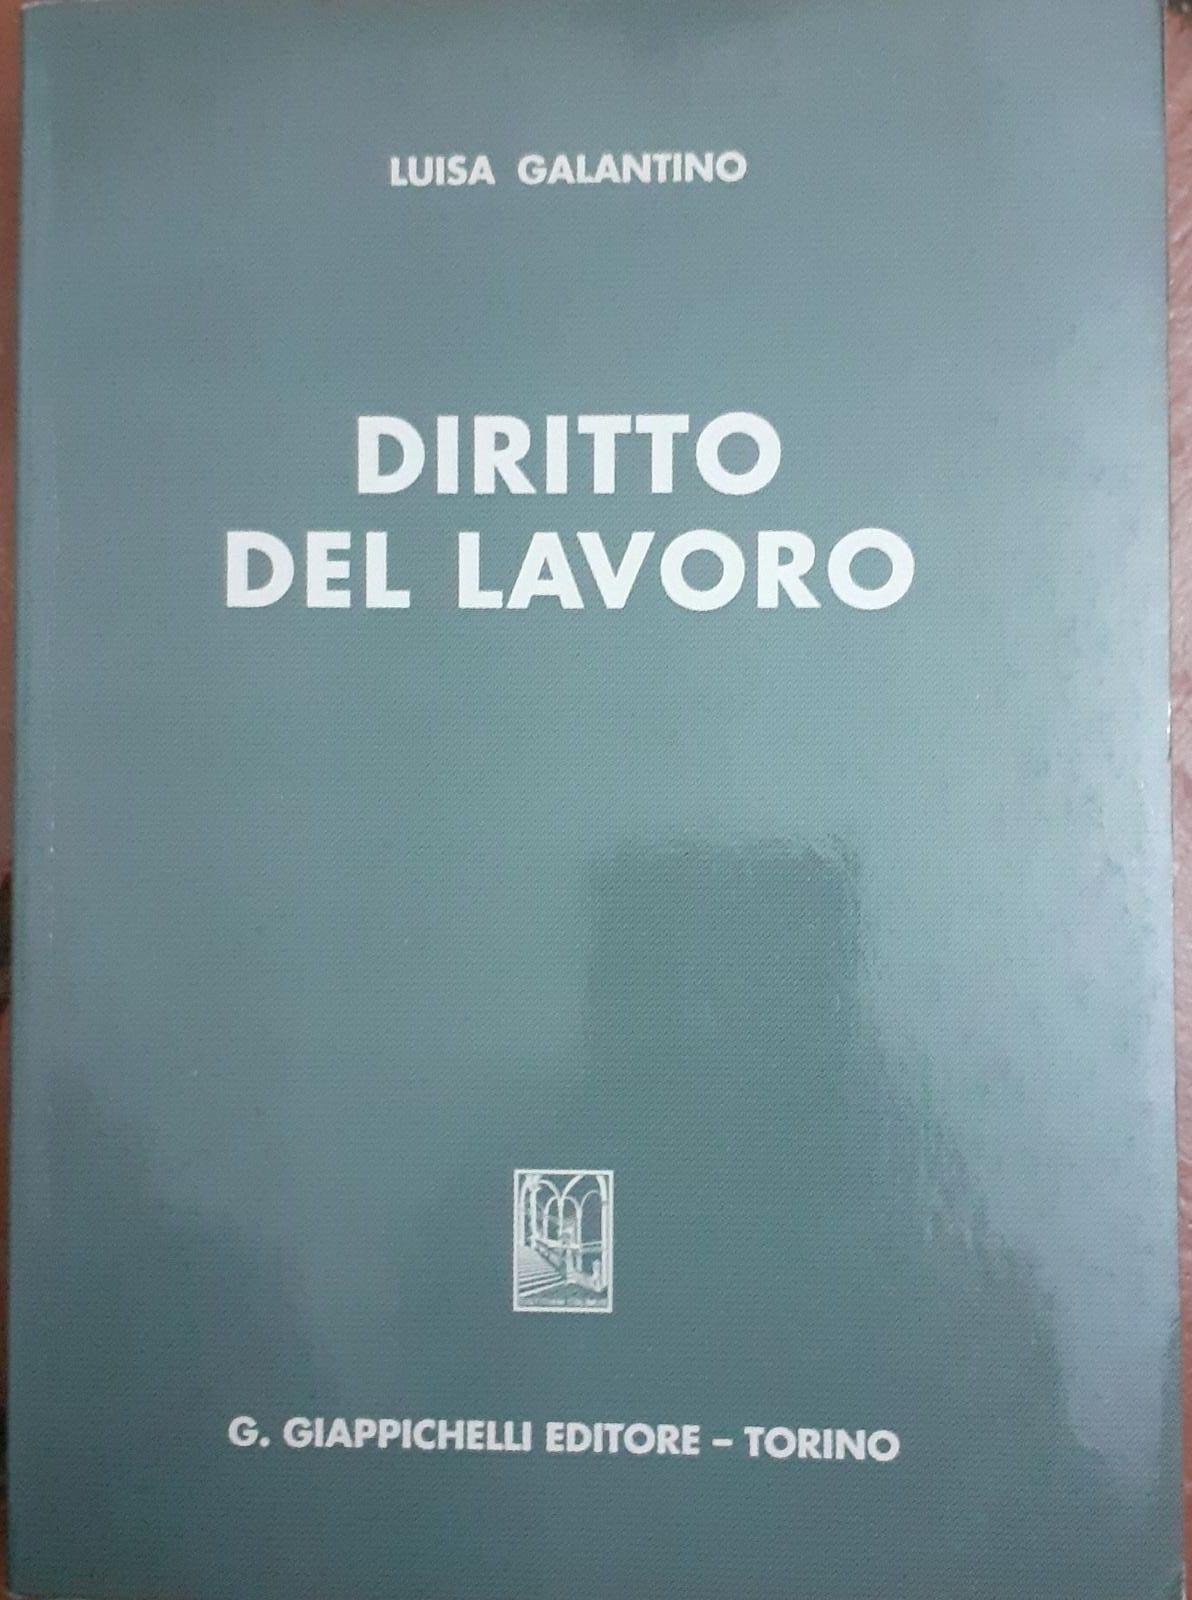 LUISA GALANTINO
DIRITTO
DEL LAVORO
G. GIAPPICHELLI EDITORE – TORINO